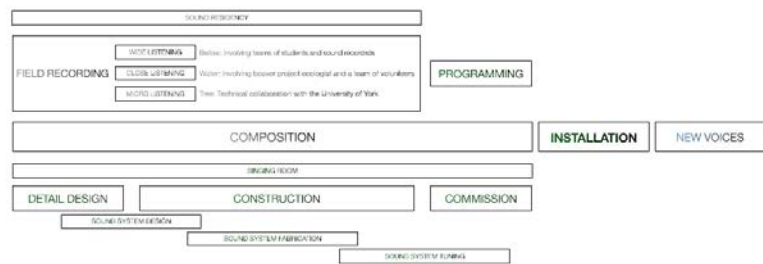 SOUND RESIDENCY
FIELD RECORDING
WIDE LISTENING
involving teams of students and sound recordists
CLOSE LISTENING
Water: involving beaver project ecologist and a team of volunteers
MICRO LISTENING
Tree: Technical collaboration with the University of York
PROGRAMMING
COMPOSITION
INSTALLATION
NEW VOICES
SINGING ROOM
DETAIL DESIGN
CONSTRUCTION
COMMISSION
SOUND SYSTEM DESIGN
SOUND SYSTEM FABRICATION
SOUND SYSTEM TUNING